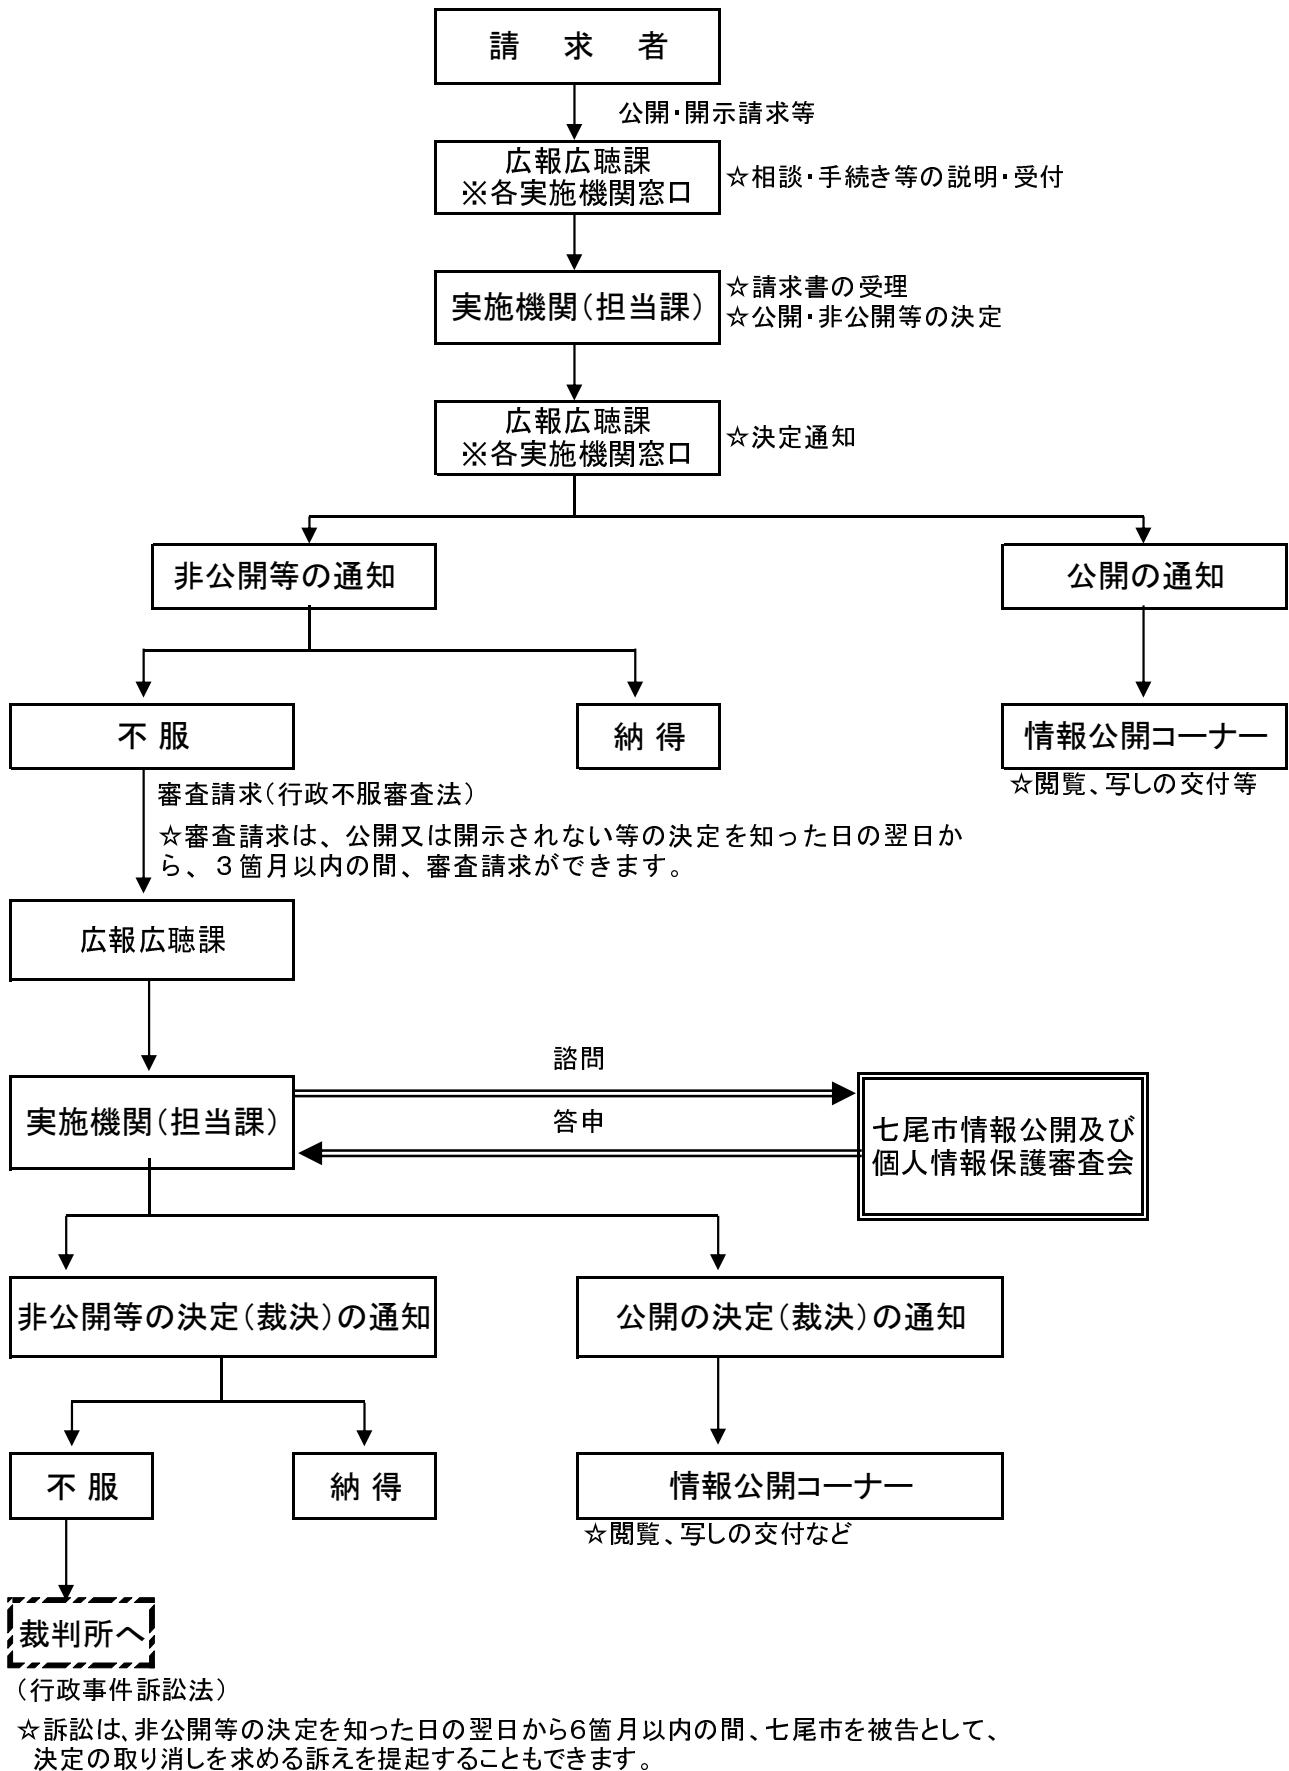 請 求 者
公開・開示請求等
広報広聴課
※各実施機関窓口
☆相談・手続き等の説明・受付
実施機関（担当課）
☆請求書の受理
☆公開・非公開等の決定
広報広聴課
※各実施機関窓口
☆決定通知
非公開等の通知
公開の通知
不 服
納 得
情報公開コーナー
☆閲覧、写しの交付等
審査請求（行政不服審査法）
☆審査請求は、公開又は開示されない等の決定を知った日の翌日か
ら、３箇月以内の間、審査請求ができます。
広報広聴課
諮問
実施機関（担当課）
答申
七尾市情報公開及び
個人情報保護審査会
非公開等の決定（裁決）の通知
公開の決定（裁決）の通知
不 服
納 得
情報公開コーナー
☆閲覧、写しの交付など
裁判所へ
（行政事件訴訟法）
☆訴訟は、非公開等の決定を知った日の翌日から６箇月以内の間、七尾市を被告として、
決定の取り消しを求める訴えを提起することもできます。